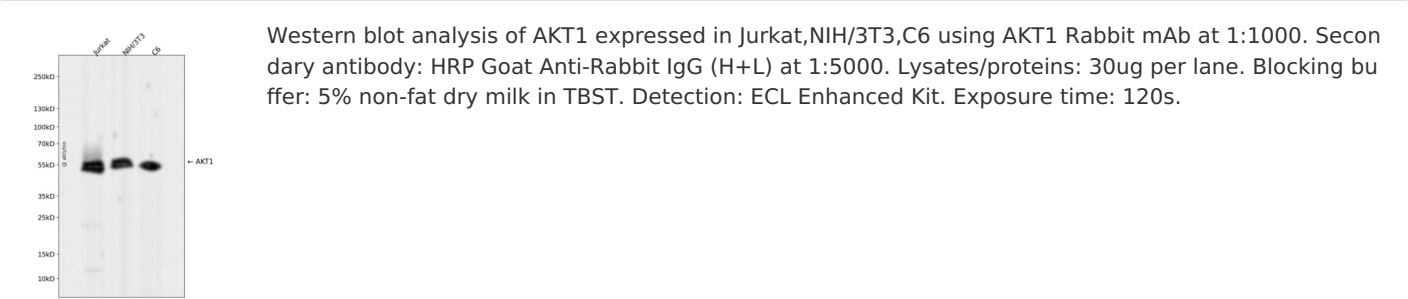 Jurkat
NIH/3T3
C6
Western blot analysis of AKT1 expressed in Jurkat,NIH/3T3,C6 using AKT1 Rabbit mAb at 1:1000. Secon
dary antibody: HRP Goat Anti-Rabbit IgG (H+L) at 1:5000. Lysates/proteins: 30ug per lane. Blocking bu
ffer: 5% non-fat dry milk in TBST. Detection: ECL Enhanced Kit. Exposure time: 120s.
250kD
130kD
100kD
70kD
55kD
← AKT1
35kD
25kD
15kD
10kD